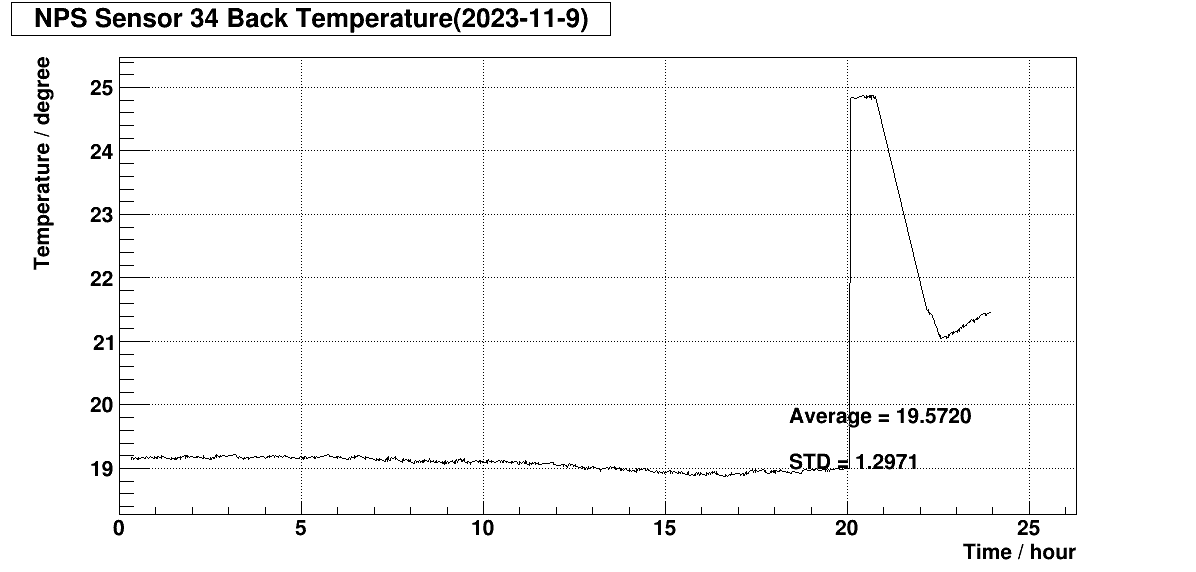 NPS Sensor 34 Back Temperature(2023-11-9)
Temperature / degree
25
24
23
22
21
20
19
Average = 19.5720
STD = 1.2971
0 5 10 15 20 25
Time / hour